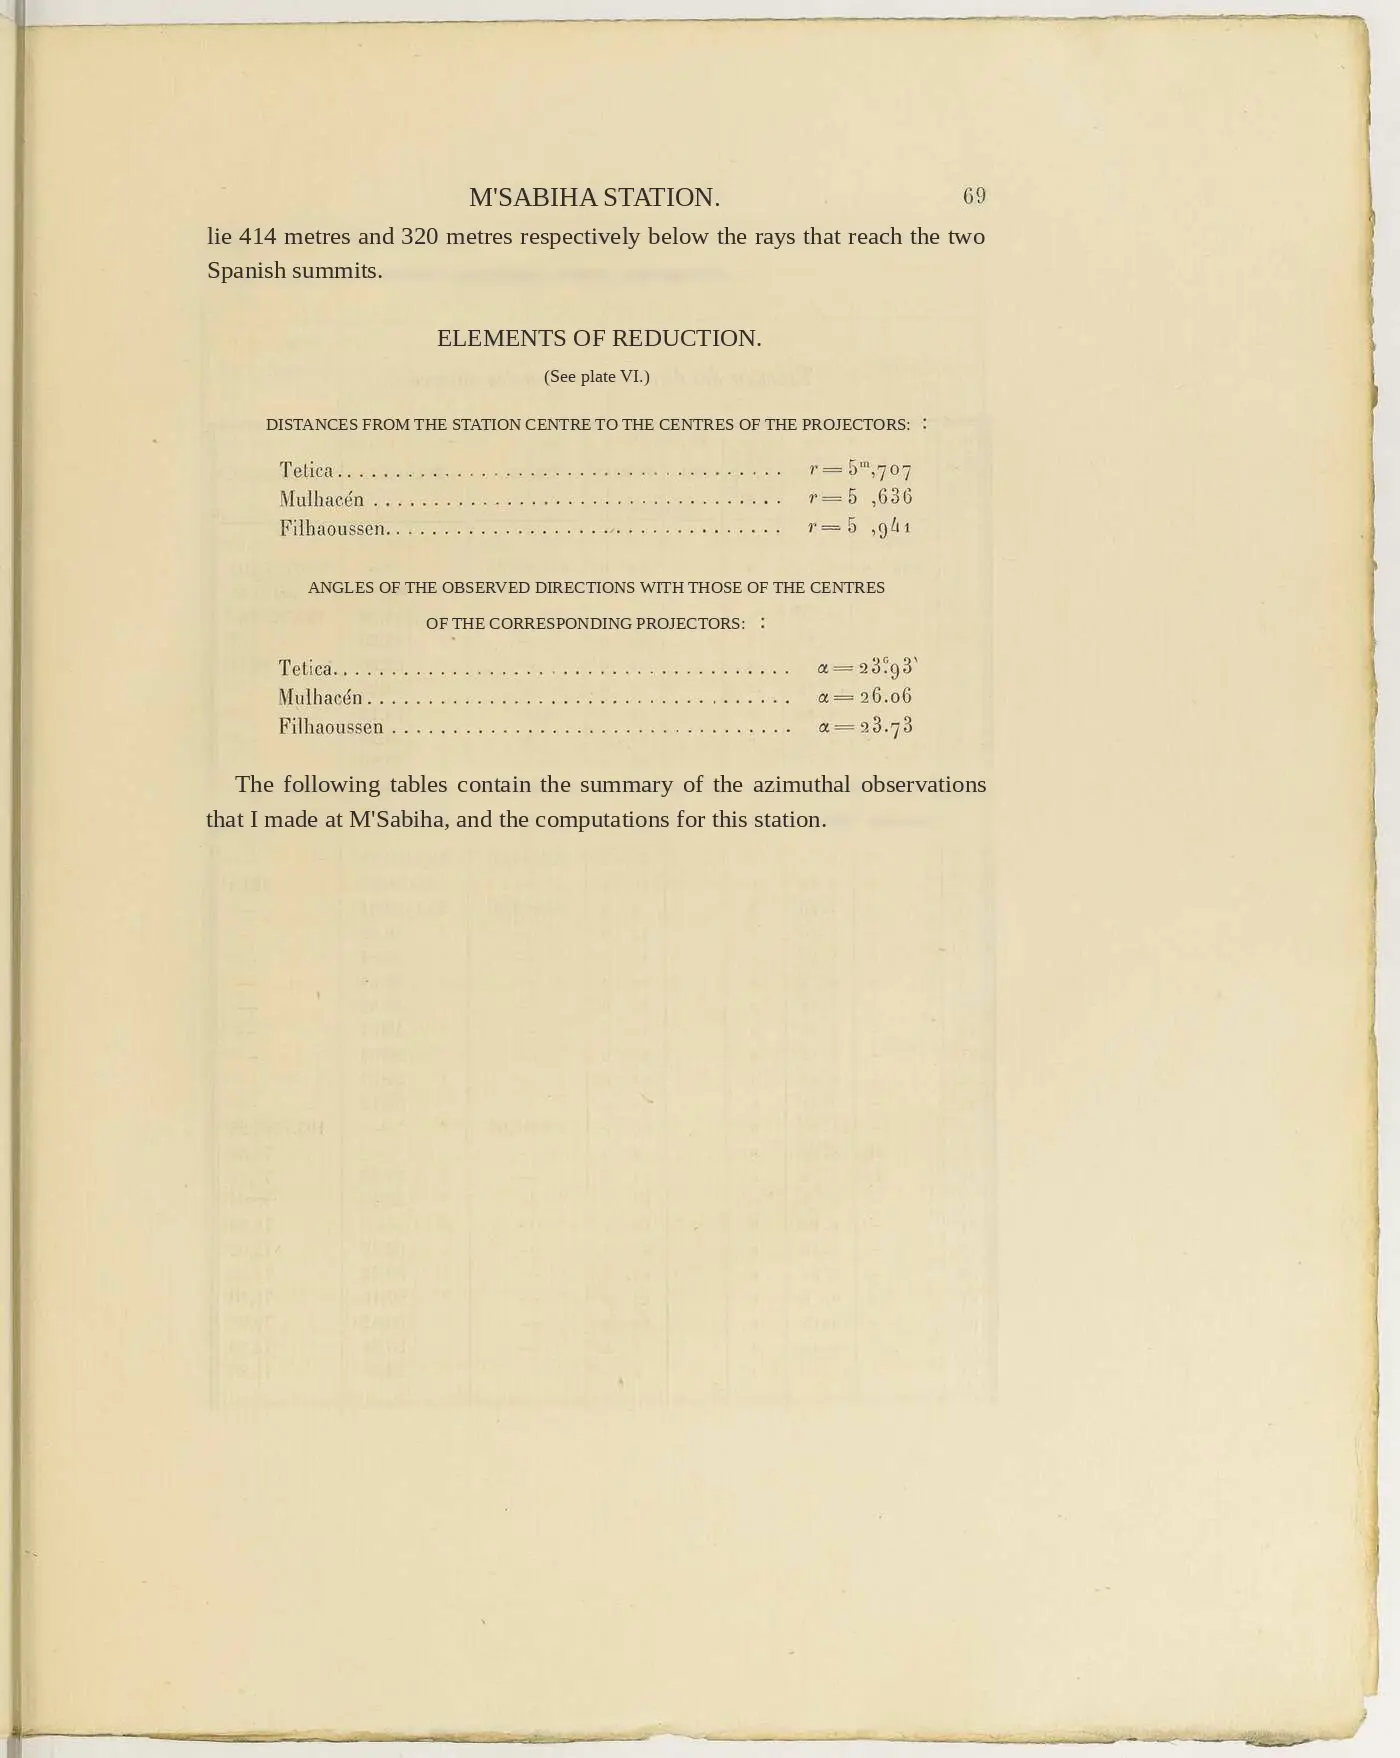 M'SABIHA STATION. 69
lie 414 metres and 320 metres respectively below the rays that reach the two
Spanish summits.
ELEMENTS OF REDUCTION.
(See plate VI.)
DISTANCES FROM THE STATION CENTRE TO THE CENTRES OF THE PROJECTORS: :
Tetica..................................... r = 5ᵐ,707
Mulhacén .................................. r = 5 ,636
Filhaoussen................................. r = 5 ,941
ANGLES OF THE OBSERVED DIRECTIONS WITH THOSE OF THE CENTRES
OF THE CORRESPONDING PROJECTORS: :
Tetica...................................... α = 23ᴳ.93‵
Mulhacén................................... α = 26.06
Filhaoussen ................................. α = 23.73
The following tables contain the summary of the azimuthal observations
that I made at M'Sabiha, and the computations for this station.